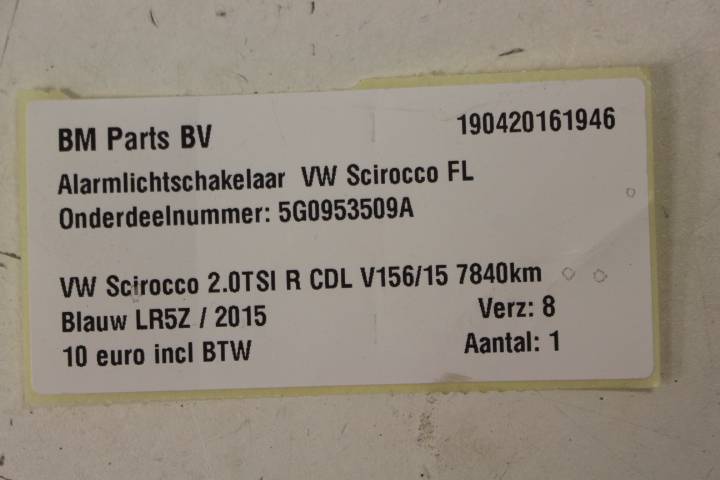 BM Parts BV 190420161946
Alarmlichtschakelaar VW Scirocco FL
Onderdeelnummer: 5G0953509A
VW Scirocco 2.0TSI R CDL V156/15 7840km
Blauw LR5Z / 2015 Verz: 8
10 euro incl BTW Aantal: 1